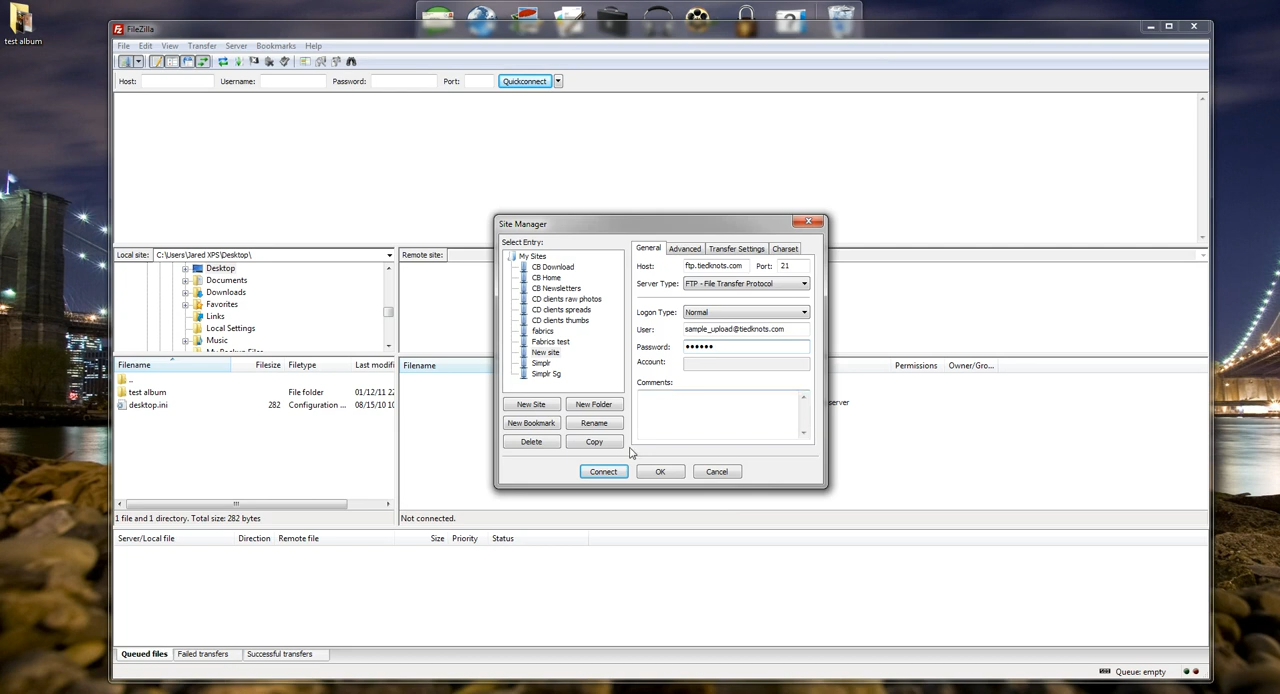 test album
FileZilla
File Edit View Transfer Server Bookmarks Help
Host: Username: Password: Port: Quickconnect
Local site: C:\Users\Jared XPS\Desktop\ Remote site:
Desktop
Documents
Downloads
Favorites
Links
Local Settings
Music
Filename Filesize Filetype Last modifi
..
test album File folder 01/12/11 22
desktop.ini 282 Configuration ... 08/15/10 10
1 file and 1 directory. Total size: 282 bytes
Filename Permissions Owner/Gro...
server
Not connected.
Site Manager
Select Entry:
My Sites
CB Download
CB Home
CB Newsletters
CD clients raw photos
CD clients spreads
CD clients thumbs
fabrics
Fabrics test
New site
Simplr
Simplr Sg
New Site New Folder
New Bookmark Rename
Delete Copy
General Advanced Transfer Settings Charset
Host: ftp.tiedknots.com Port: 21
Server Type: FTP - File Transfer Protocol
Logon Type: Normal
User: sample_upload@tiedknots.com
Password: ●●●●●●
Account:
Comments:
Connect OK Cancel
Server/Local file Direction Remote file Size Priority Status
Queued files Failed transfers Successful transfers
Queue: empty